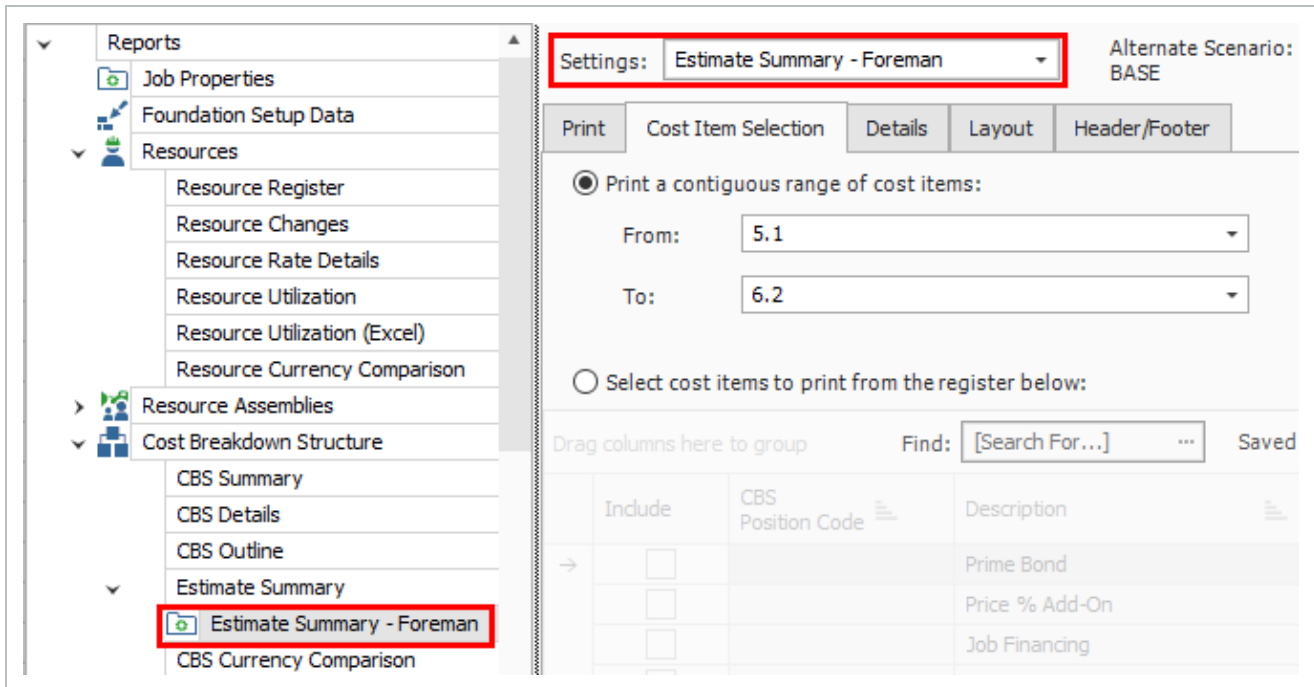 Reports
Job Properties
Foundation Setup Data
Resources
Resource Register
Resource Changes
Resource Rate Details
Resource Utilization
Resource Utilization (Excel)
Resource Currency Comparison
Resource Assemblies
Cost Breakdown Structure
CBS Summary
CBS Details
CBS Outline
Estimate Summary
Estimate Summary - Foreman
CBS Currency Comparison
Settings: Estimate Summary - Foreman
Alternate Scenario:
BASE
Print Cost Item Selection Details Layout Header/Footer
Print a contiguous range of cost items:
From: 5.1
To: 6.2
Select cost items to print from the register below:
Drag columns here to group Find: [Search For...] ... Saved
Include CBS Position Code Description
Prime Bond
Price % Add-On
Job Financing